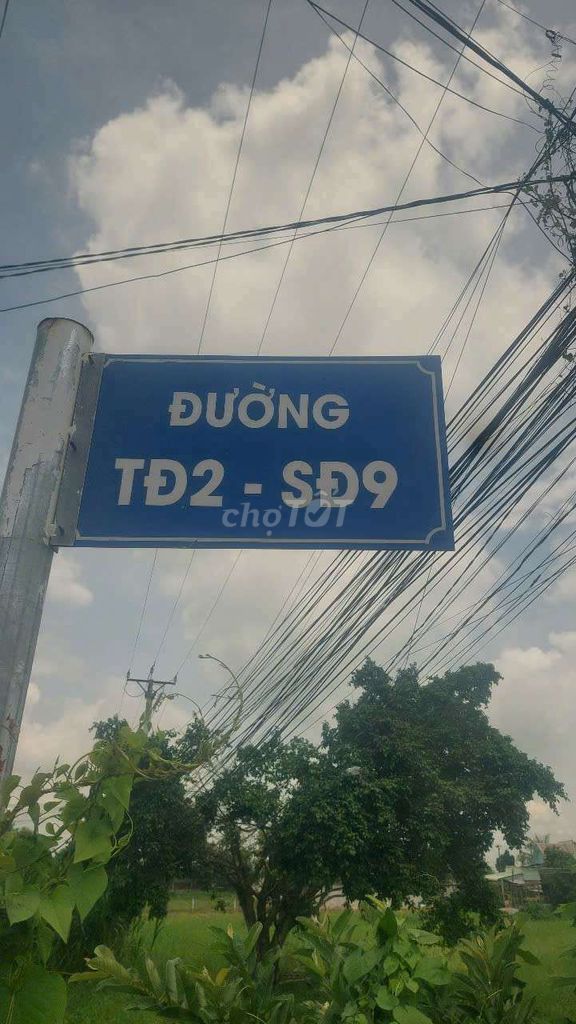 ĐƯỜNG
TĐ2 - SĐ9
chợTỐT